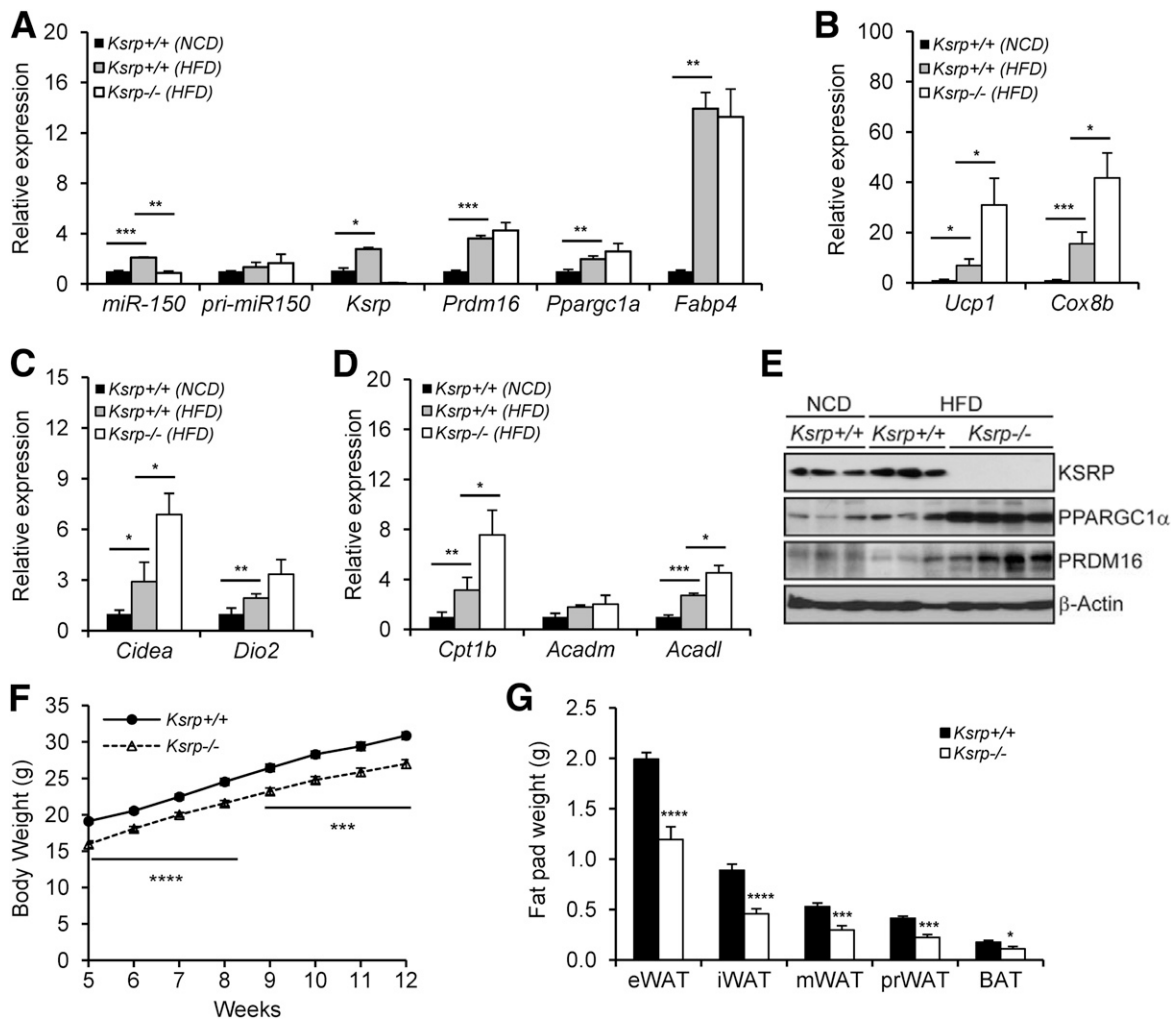 A
Relative expression
20
16
12
8
4
0
Ksrp+/+ (NCD)
Ksrp+/+ (HFD)
Ksrp-/- (HFD)
***
**
*
***
**
**
miR-150 pri-miR150 Ksrp Prdm16 Ppargc1a Fabp4
B
Relative expression
100
80
60
40
20
0
Ksrp+/+ (NCD)
Ksrp+/+ (HFD)
Ksrp-/- (HFD)
*
*
***
*
Ucp1 Cox8b
C
Relative expression
15
12
9
6
3
0
Ksrp+/+ (NCD)
Ksrp+/+ (HFD)
Ksrp-/- (HFD)
*
*
**
Cidea Dio2
D
Relative expression
20
16
12
8
4
0
Ksrp+/+ (NCD)
Ksrp+/+ (HFD)
Ksrp-/- (HFD)
**
*
***
*
Cpt1b Acadm Acadl
E
NCD HFD
Ksrp+/+ Ksrp+/+ Ksrp-/-
KSRP
PPARGC1α
PRDM16
β-Actin
F
Body Weight (g)
35
30
25
20
15
10
5
0
Ksrp+/+
Ksrp-/-
****
***
5 6 7 8 9 10 11 12
Weeks
G
Fat pad weight (g)
2.5
2.0
1.5
1.0
0.5
0.0
Ksrp+/+
Ksrp-/-
****
****
***
***
*
eWAT iWAT mWAT prWAT BAT